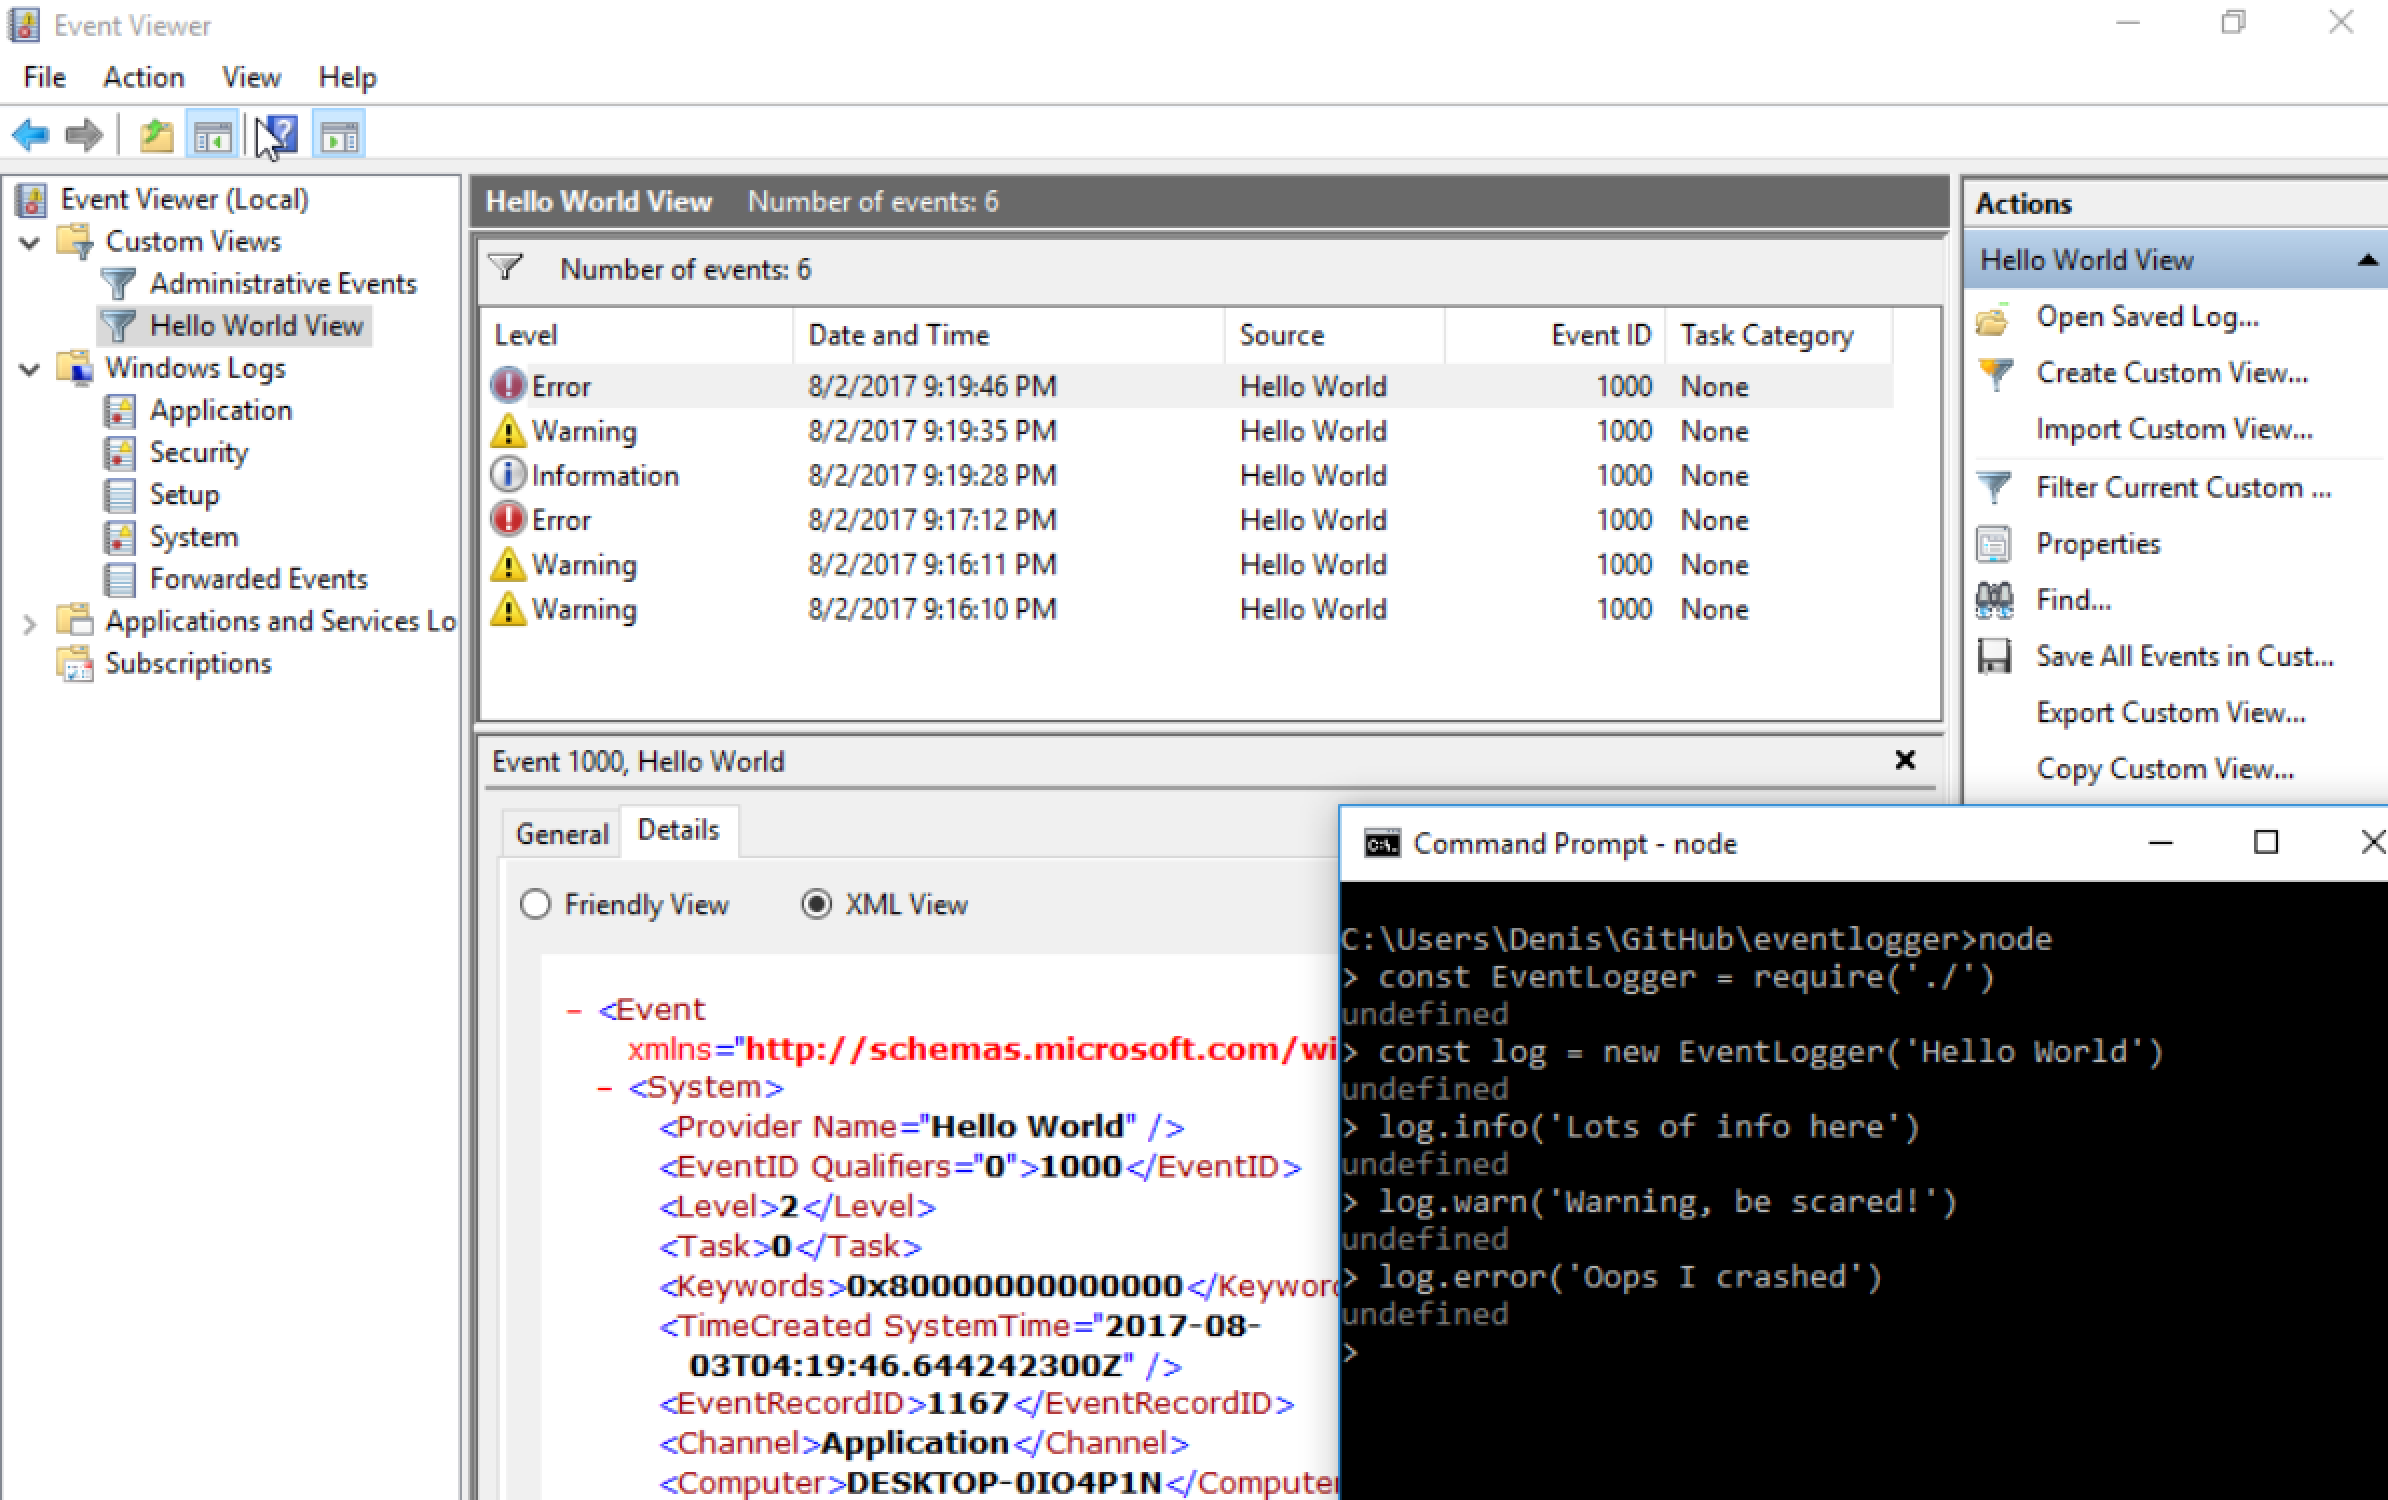 Event Viewer
File Action View Help
Event Viewer (Local)
Custom Views
Administrative Events
Hello World View
Windows Logs
Application
Security
Setup
System
Forwarded Events
Applications and Services Lo
Subscriptions
Hello World View Number of events: 6
Number of events: 6
Level Date and Time Source Event ID Task Category
Error 8/2/2017 9:19:46 PM Hello World 1000 None
Warning 8/2/2017 9:19:35 PM Hello World 1000 None
Information 8/2/2017 9:19:28 PM Hello World 1000 None
Error 8/2/2017 9:17:12 PM Hello World 1000 None
Warning 8/2/2017 9:16:11 PM Hello World 1000 None
Warning 8/2/2017 9:16:10 PM Hello World 1000 None
Event 1000, Hello World
General Details
Friendly View XML View
- <Event
xmlns="http://schemas.microsoft.com/wi
- <System>
<Provider Name="Hello World" />
<EventID Qualifiers="0">1000</EventID>
<Level>2</Level>
<Task>0</Task>
<Keywords>0x80000000000000</Keyword
<TimeCreated SystemTime="2017-08-
03T04:19:46.644242300Z" />
<EventRecordID>1167</EventRecordID>
<Channel>Application</Channel>
<Computer>DESKTOP-0IO4P1N</Computer
Actions
Hello World View
Open Saved Log...
Create Custom View...
Import Custom View...
Filter Current Custom ...
Properties
Find...
Save All Events in Cust...
Export Custom View...
Copy Custom View...
C:\. Command Prompt - node
C:\Users\Denis\GitHub\eventlogger>node
> const EventLogger = require('./')
undefined
> const log = new EventLogger('Hello World')
undefined
> log.info('Lots of info here')
undefined
> log.warn('Warning, be scared!')
undefined
> log.error('Oops I crashed')
undefined
>